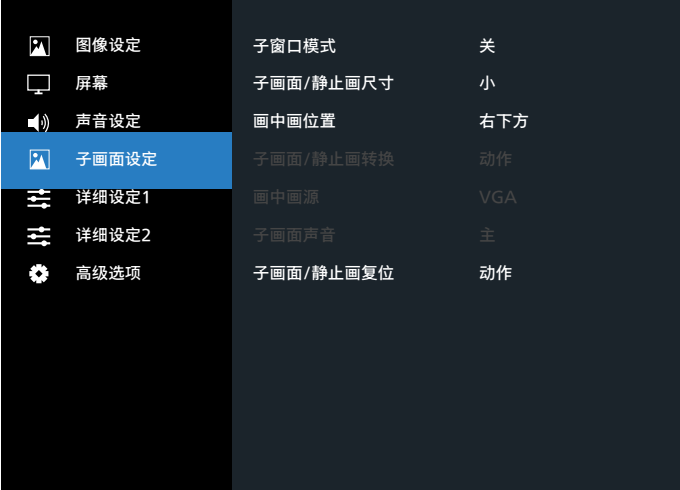 图像设定
屏幕
声音设定
子画面设定
详细设定1
详细设定2
高级选项
子窗口模式 关
子画面/静止画尺寸 小
画中画位置 右下方
子画面/静止画转换 动作
画中画源 VGA
子画面声音 主
子画面/静止画复位 动作